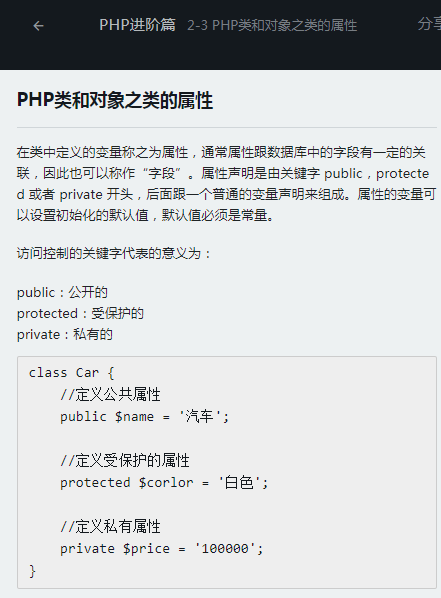 ← PHP进阶篇 2-3 PHP类和对象之类的属性 分享
PHP类和对象之类的属性
在类中定义的变量称之为属性，通常属性跟数据库中的字段有一定的关
联，因此也可以称作“字段”。属性声明是由关键字 public，protecte
d 或者 private 开头，后面跟一个普通的变量声明来组成。属性的变量可
以设置初始化的默认值，默认值必须是常量。
访问控制的关键字代表的意义为：
public：公开的
protected：受保护的
private：私有的
class Car {
    //定义公共属性
    public $name = '汽车';
    //定义受保护的属性
    protected $corlor = '白色';
    //定义私有属性
    private $price = '100000';
}